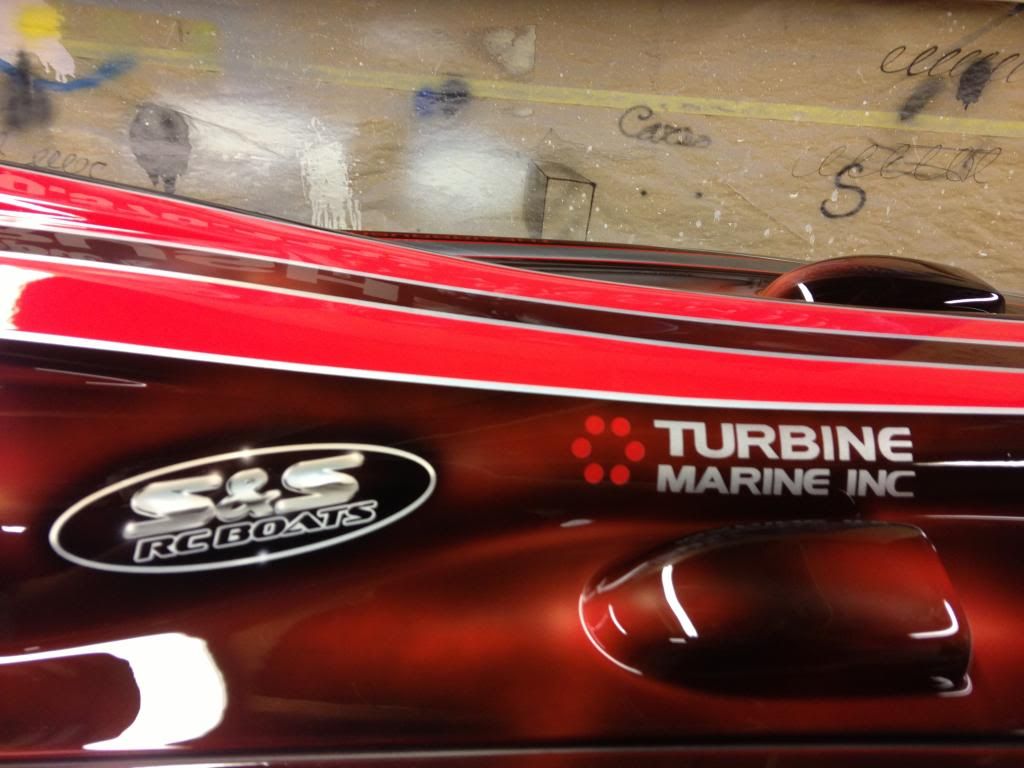 S
S&S
RC BOATS
TURBINE
MARINE INC